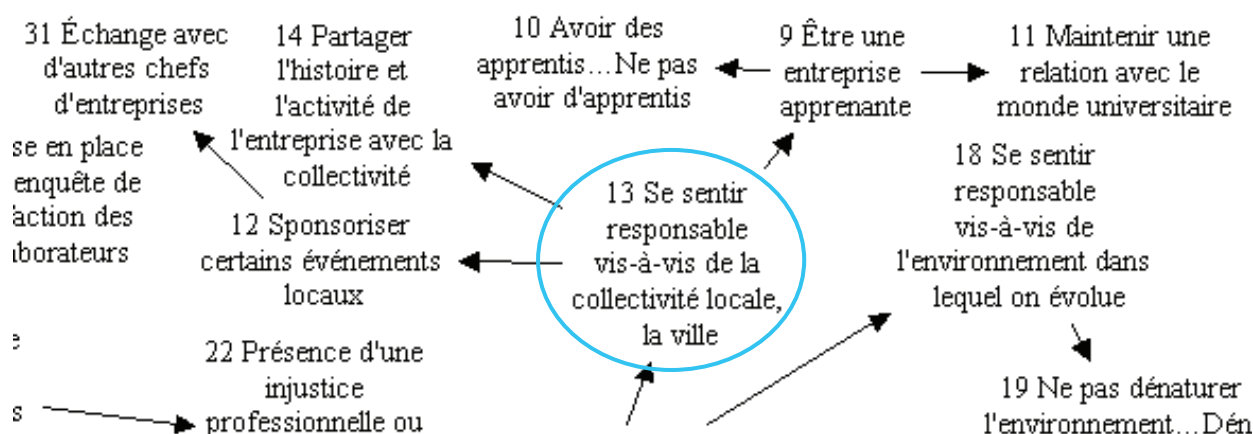 31 Échange avec
d'autres chefs
d'entreprises
14 Partager
l'histoire et
l'activité de
l'entreprise avec la
collectivité
10 Avoir des
apprentis...Ne pas
avoir d'apprentis
9 Être une
entreprise
apprenante
11 Maintenir une
relation avec le
monde universitaire
en place
enquête de
des
12 Sponsoriser
certains événements
locaux
13 Se sentir
responsable
vis-à-vis de la
collectivité locale,
la ville
18 Se sentir
responsable
vis-à-vis de
l'environnement dans
lequel on évolue
22 Présence d'une
injustice
professionnelle ou
19 Ne pas dénaturer
l'environnement...